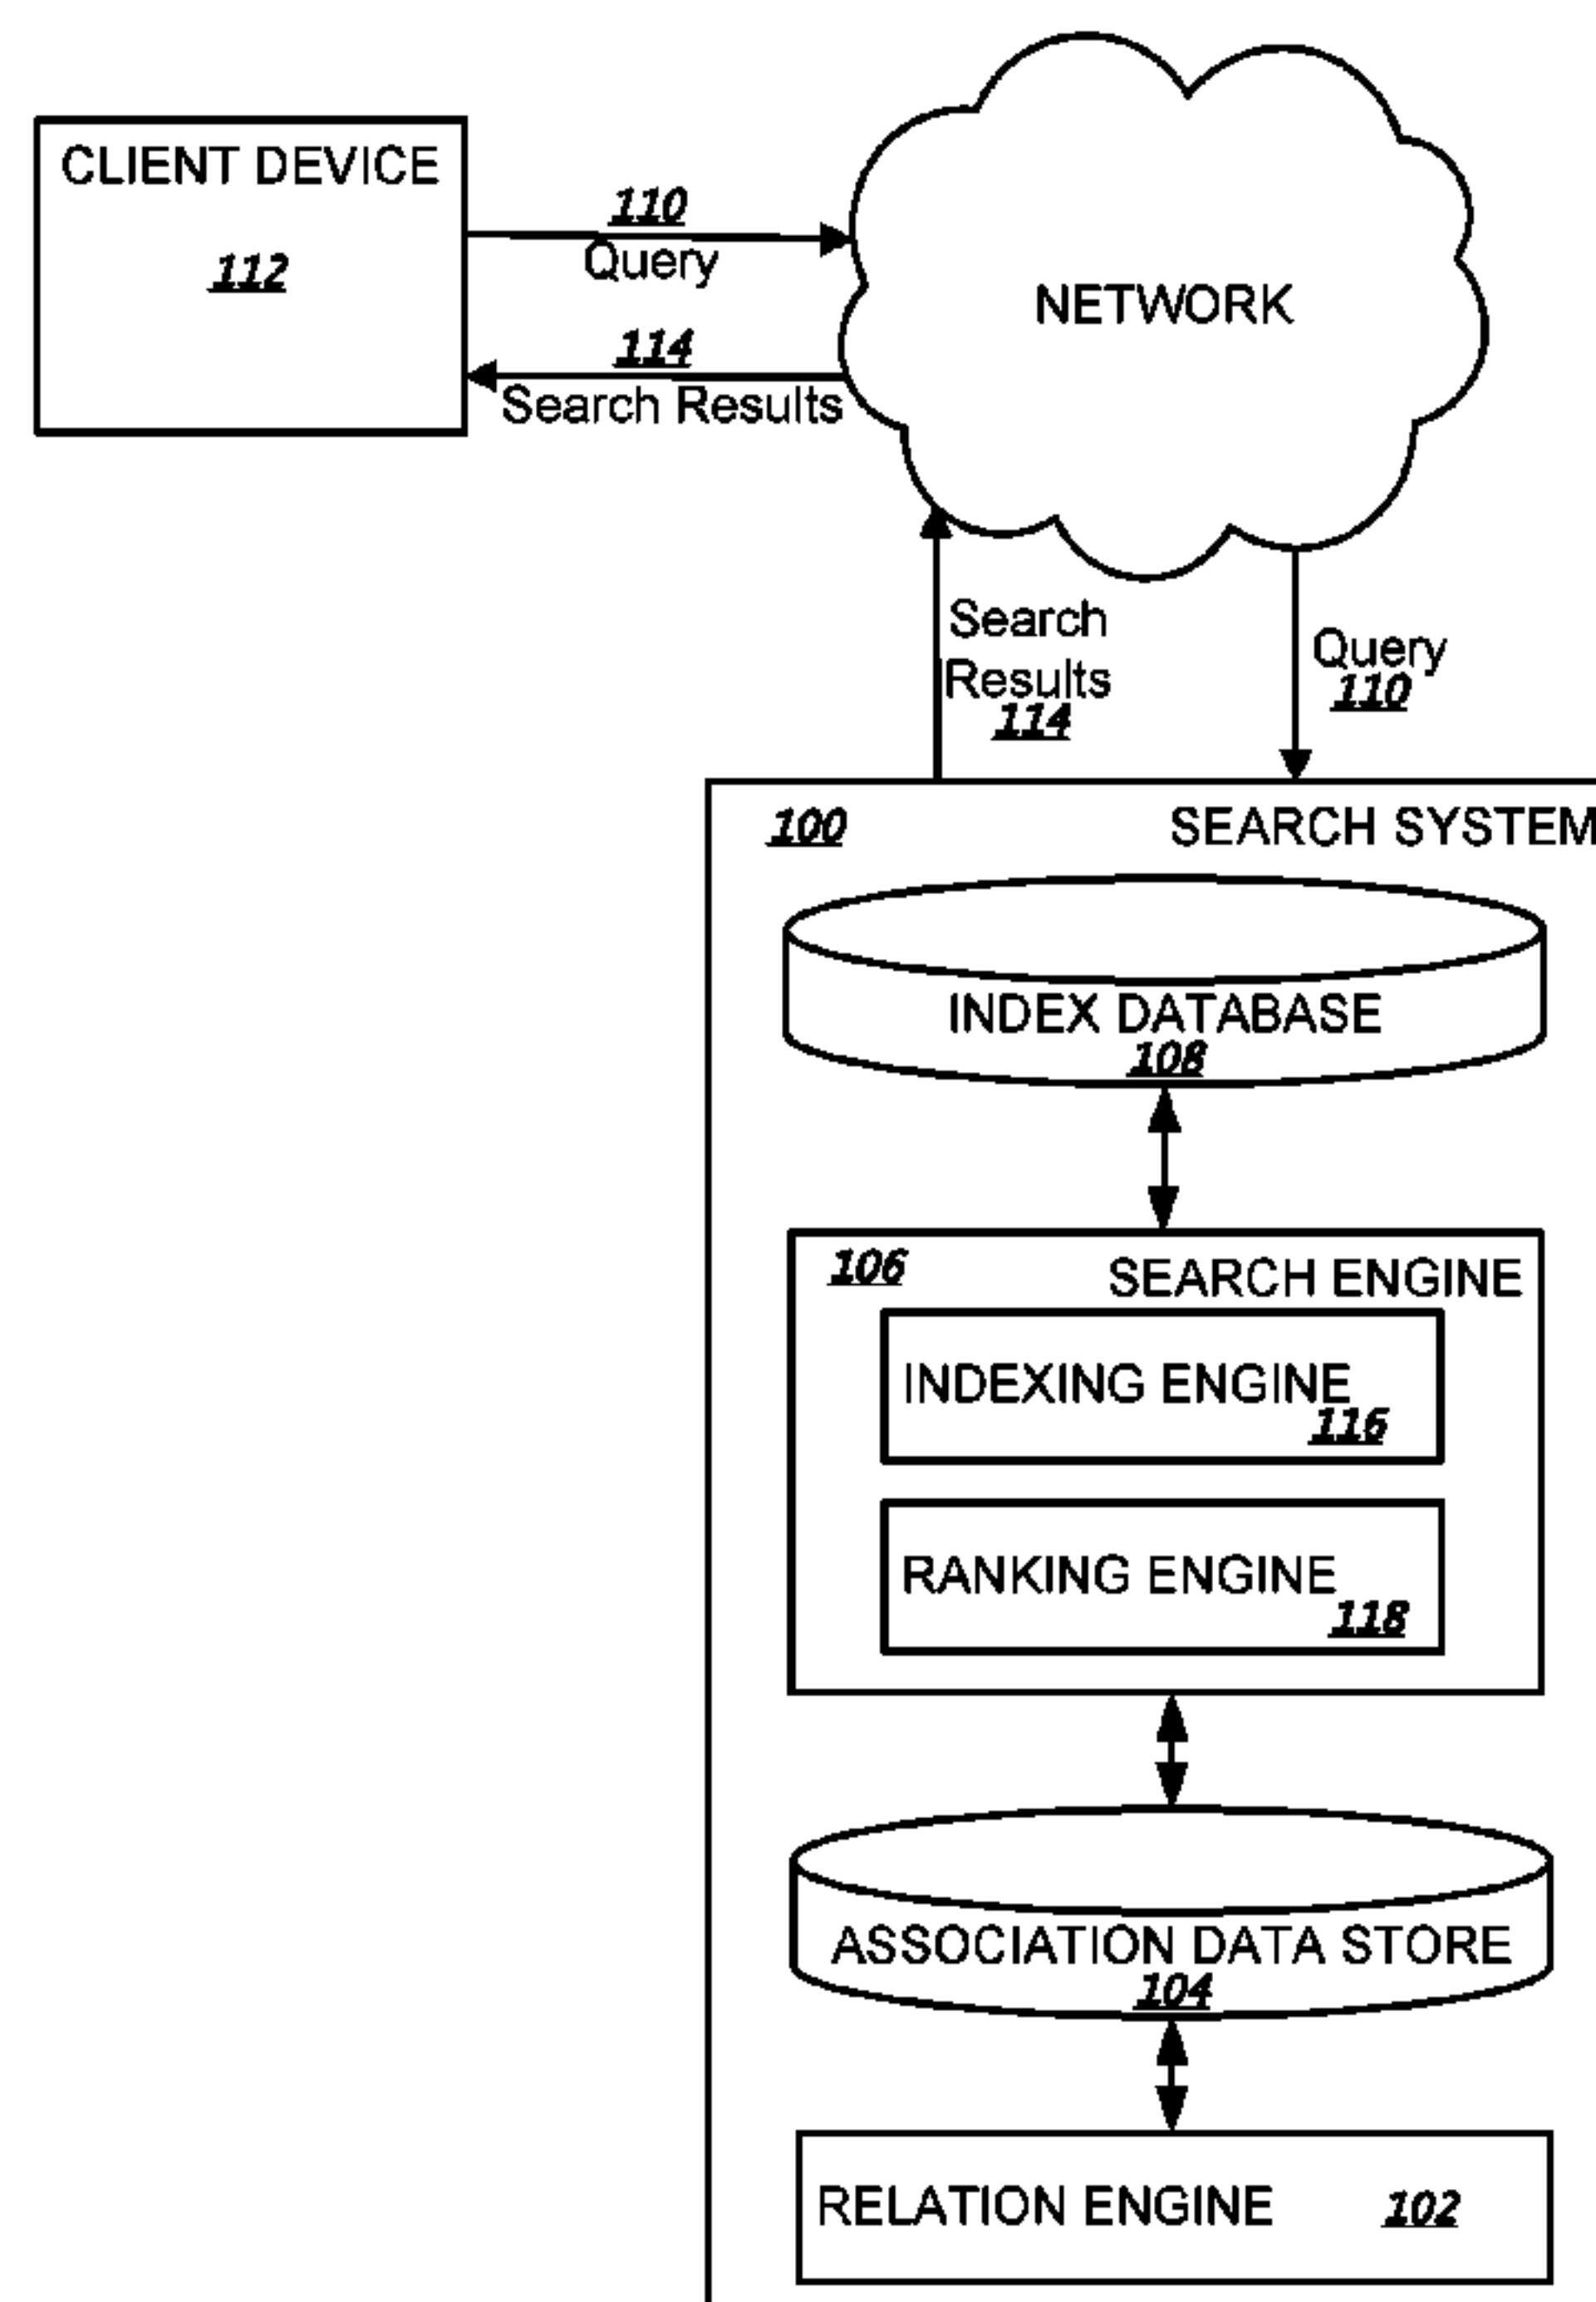 CLIENT DEVICE
112
110
Query
114
Search Results
NETWORK
Search
Results
114
Query
110
100
SEARCH SYSTEM
INDEX DATABASE
108
106
SEARCH ENGINE
INDEXING ENGINE
116
RANKING ENGINE
118
ASSOCIATION DATA STORE
104
RELATION ENGINE 102